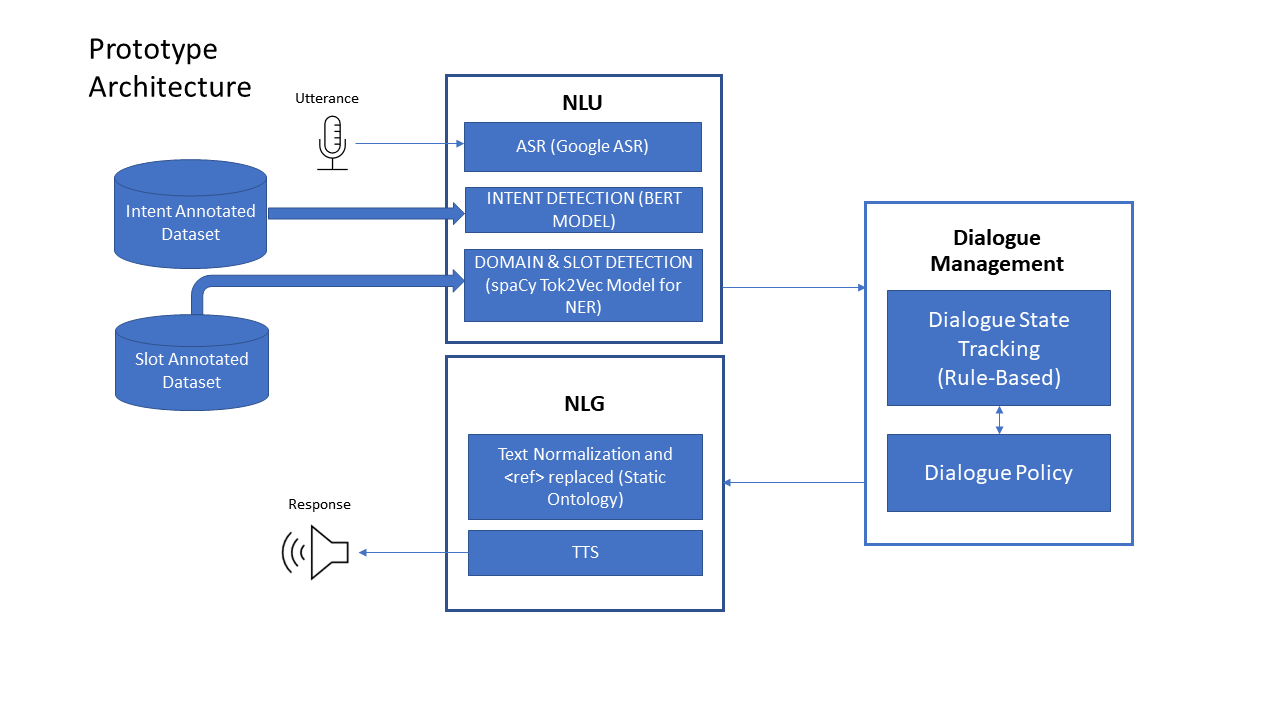 Prototype
Architecture
Utterance
NLU
ASR (Google ASR)
Intent Annotated
Dataset
INTENT DETECTION (BERT
MODEL)
DOMAIN & SLOT DETECTION
(spaCy Tok2Vec Model for
NER)
Slot Annotated
Dataset
Dialogue
Management
Dialogue State
Tracking
(Rule-Based)
Dialogue Policy
NLG
Text Normalization and
<ref> replaced (Static
Ontology)
TTS
Response